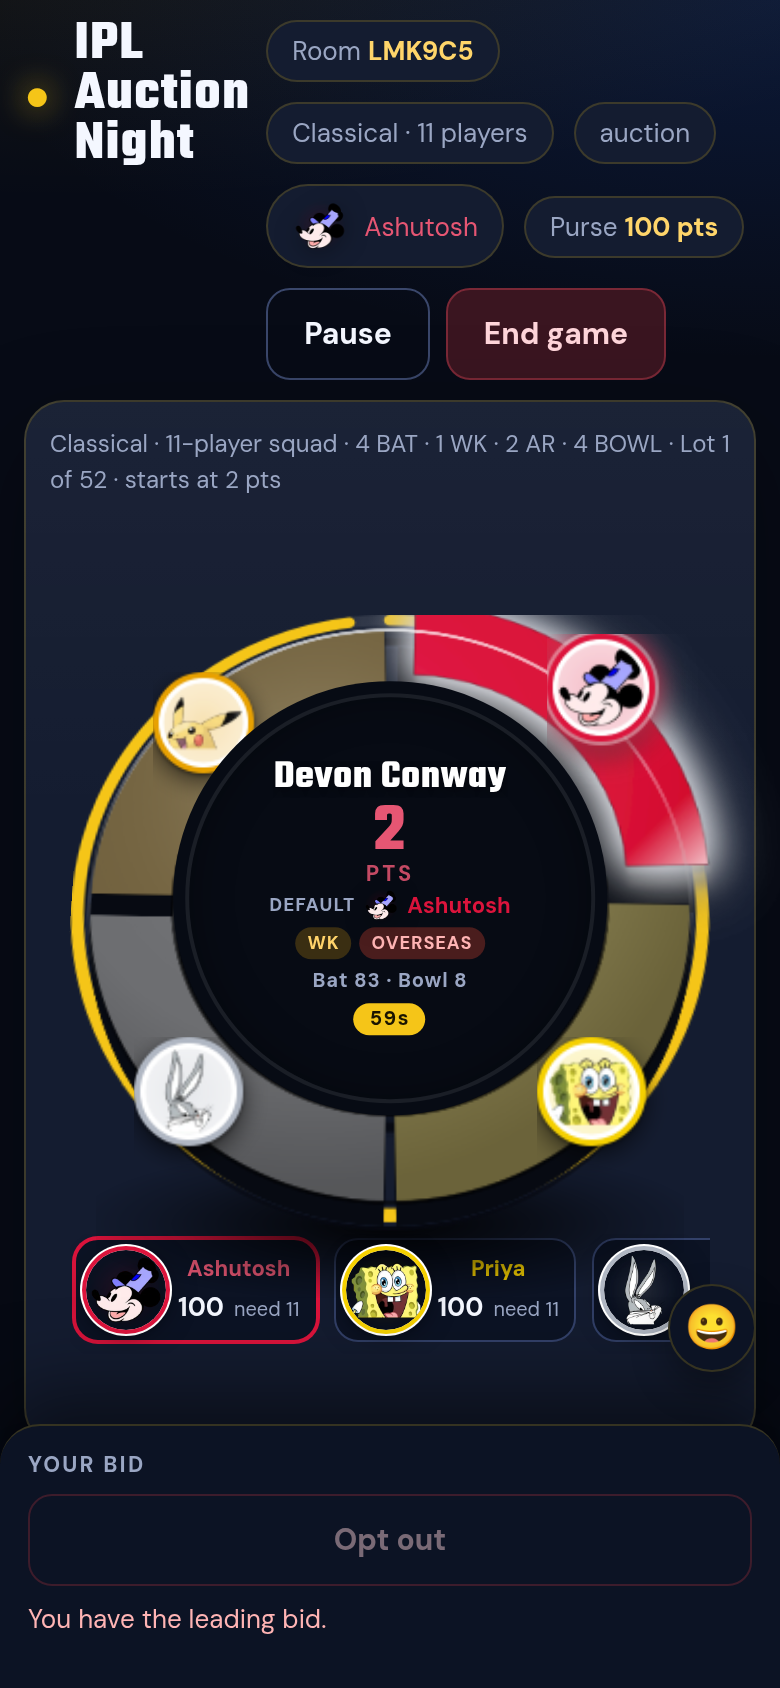 IPL
Auction
Night
Room LMK9C5
Classical · 11 players
auction
Ashutosh
Purse 100 pts
Pause
End game
Classical · 11-player squad · 4 BAT · 1 WK · 2 AR · 4 BOWL · Lot 1
of 52 · starts at 2 pts
Devon Conway
2
PTS
DEFAULT Ashutosh
WK OVERSEAS
Bat 83 · Bowl 8
59s
Ashutosh
100 need 11
Priya
100 need 11
YOUR BID
Opt out
You have the leading bid.